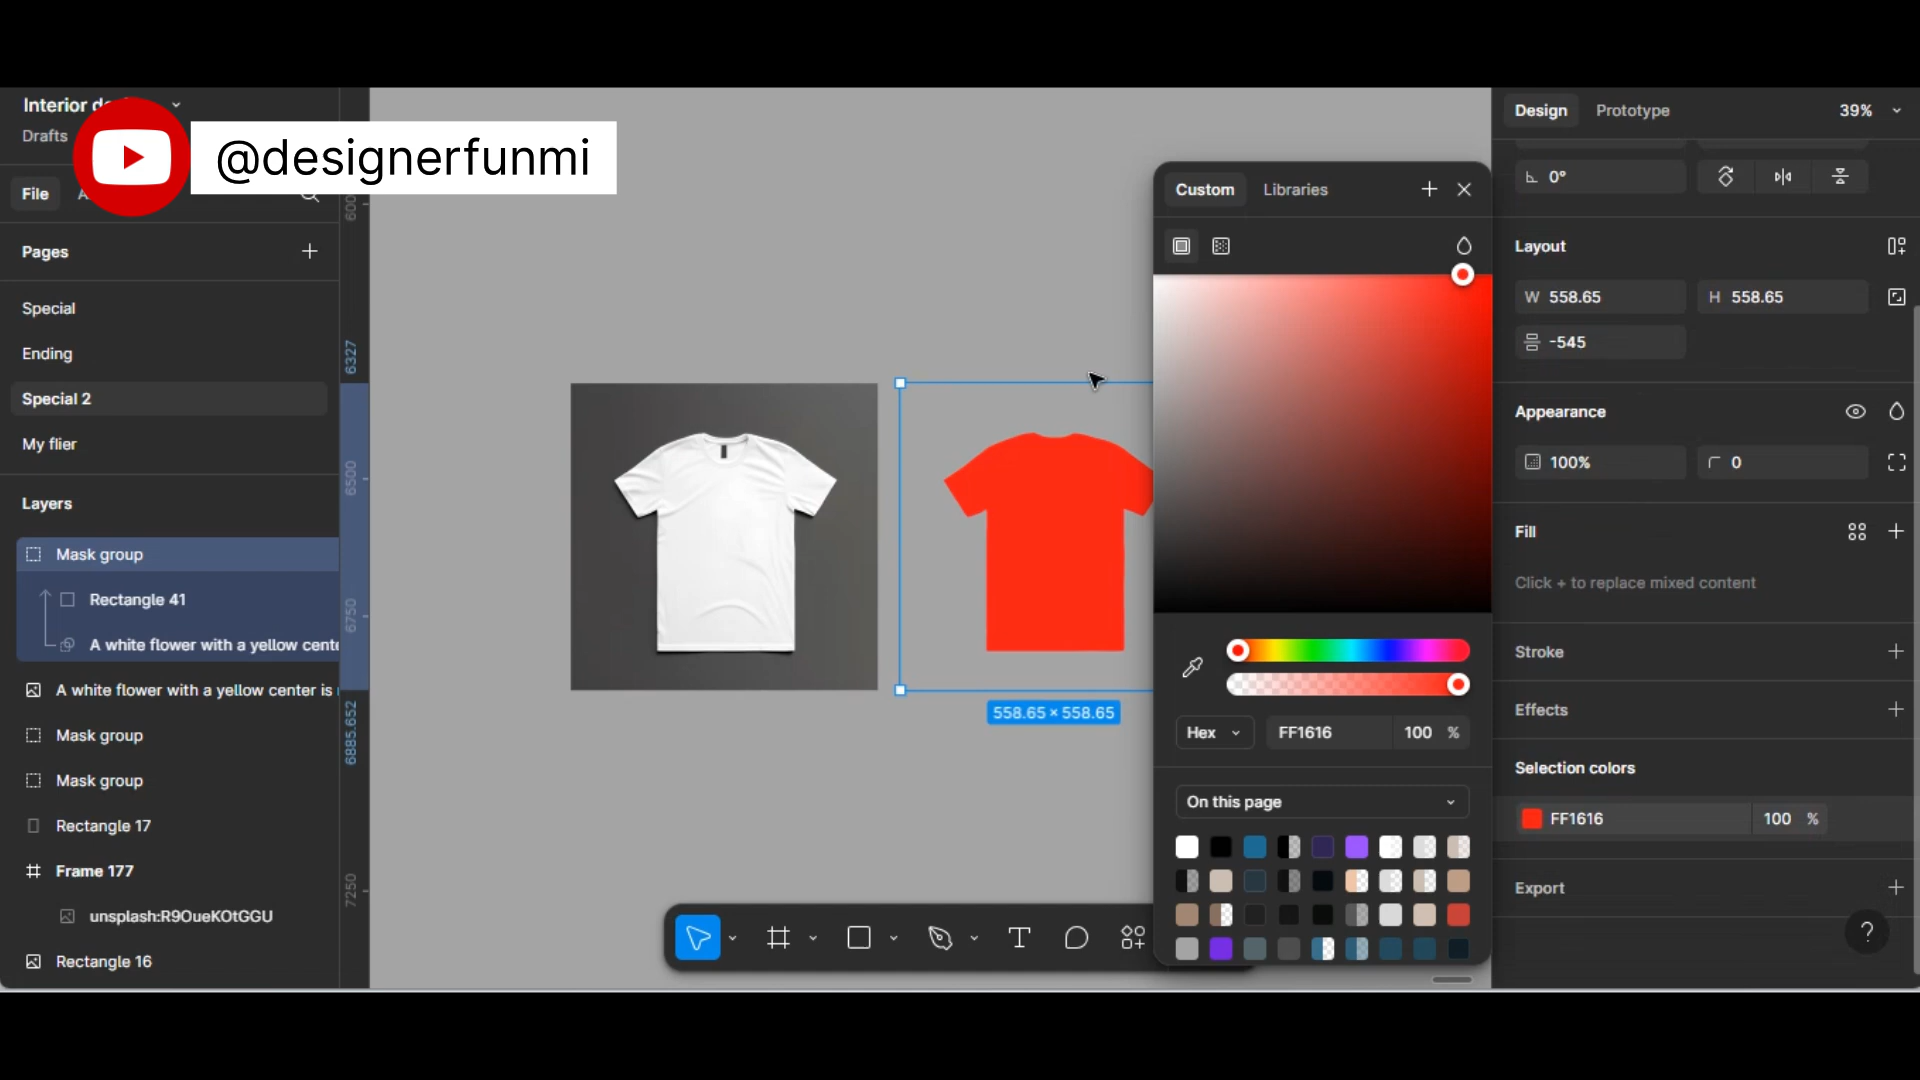 Interior de
Drafts
@designerfunmi
File
Pages
Special
Ending
Special 2
My flier
Layers
Mask group
Rectangle 41
A white flower with a yellow cente
A white flower with a yellow center is
Mask group
Mask group
Rectangle 17
Frame 177
unsplash:R9OueKOtGGU
Rectangle 16
6327
6500
6750
6885.652
7250
558.65 × 558.65
Custom
Libraries
Hex
FF1616
100 %
On this page
Design
Prototype
39%
0°
Layout
W 558.65
H 558.65
-545
Appearance
100%
0
Fill
Click + to replace mixed content
Stroke
Effects
Selection colors
FF1616
100 %
Export
?